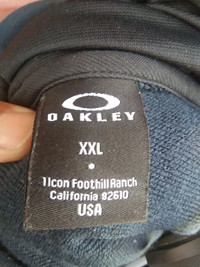 OAKLEY
XXL
1 Icon Foothill Ranch
California 92610
USA